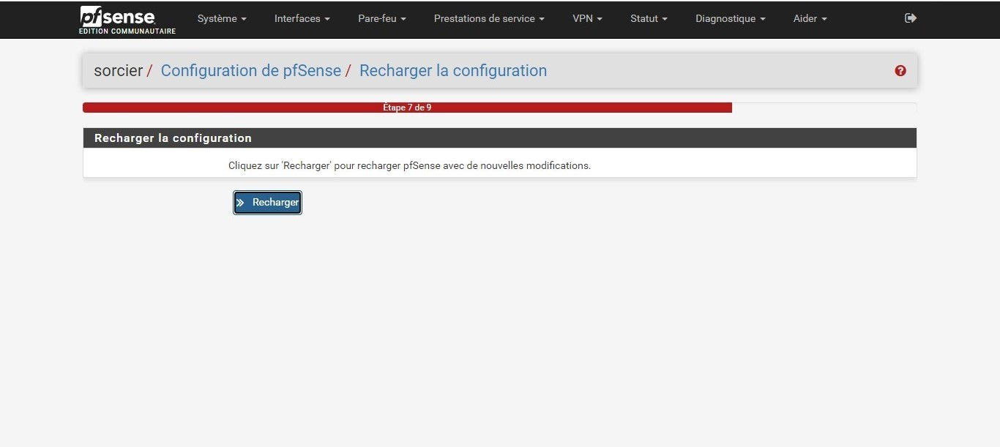 pfsense
EDITION COMMUNAUTAIRE
Système Interfaces Pare-feu Prestations de service VPN Statut Diagnostique Aider
sorcier / Configuration de pfSense / Recharger la configuration
Étape 7 de 9
Recharger la configuration
Cliquez sur 'Recharger' pour recharger pfSense avec de nouvelles modifications.
Recharger